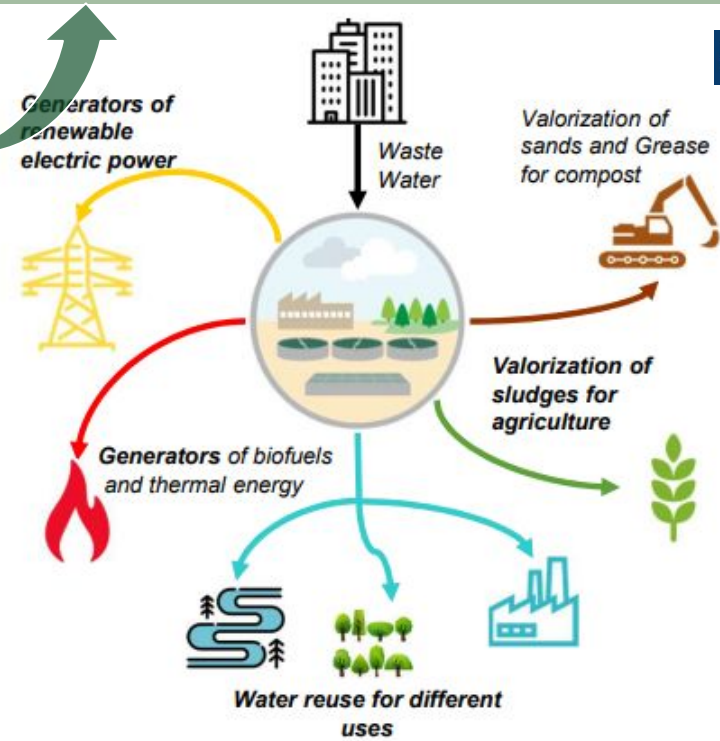 Generators of
renewable
electric power
Waste
Water
Valorization of
sands and Grease
for compost
Valorization of
sludges for
agriculture
Generators of biofuels
and thermal energy
Water reuse for different
uses